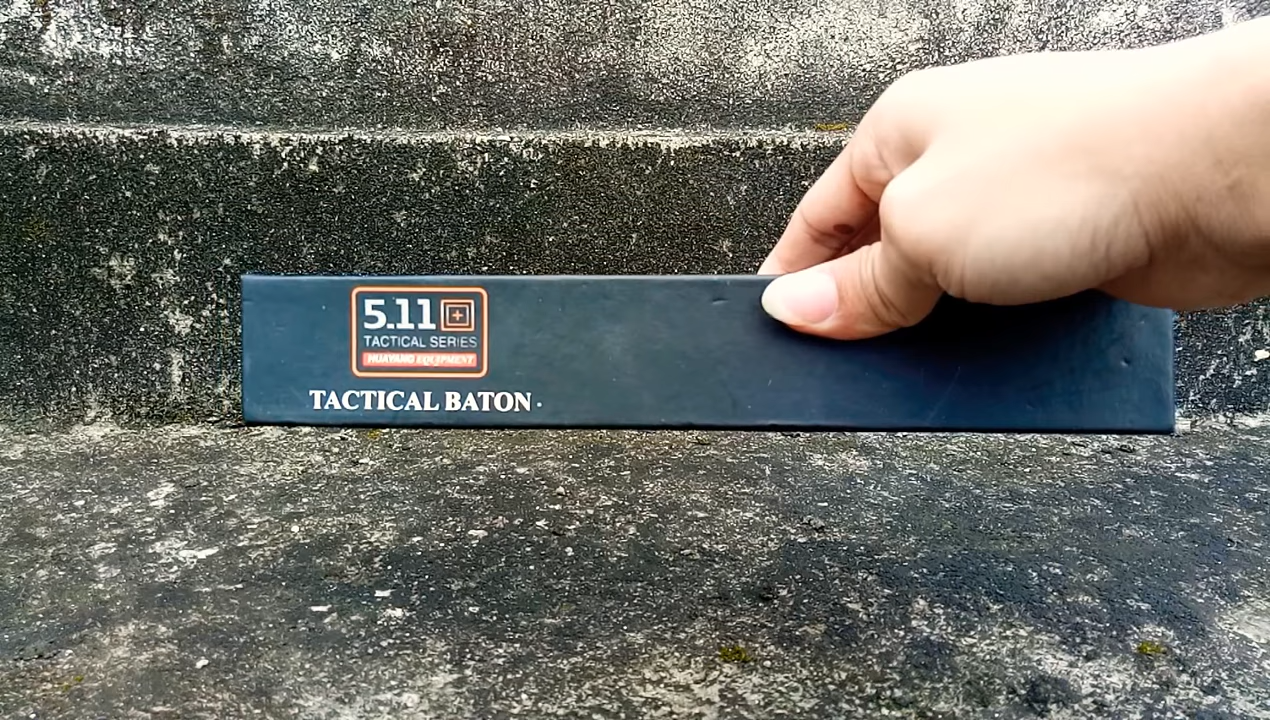 5.11
TACTICAL SERIES
HUAYANG EQUIPMENT
TACTICAL BATON